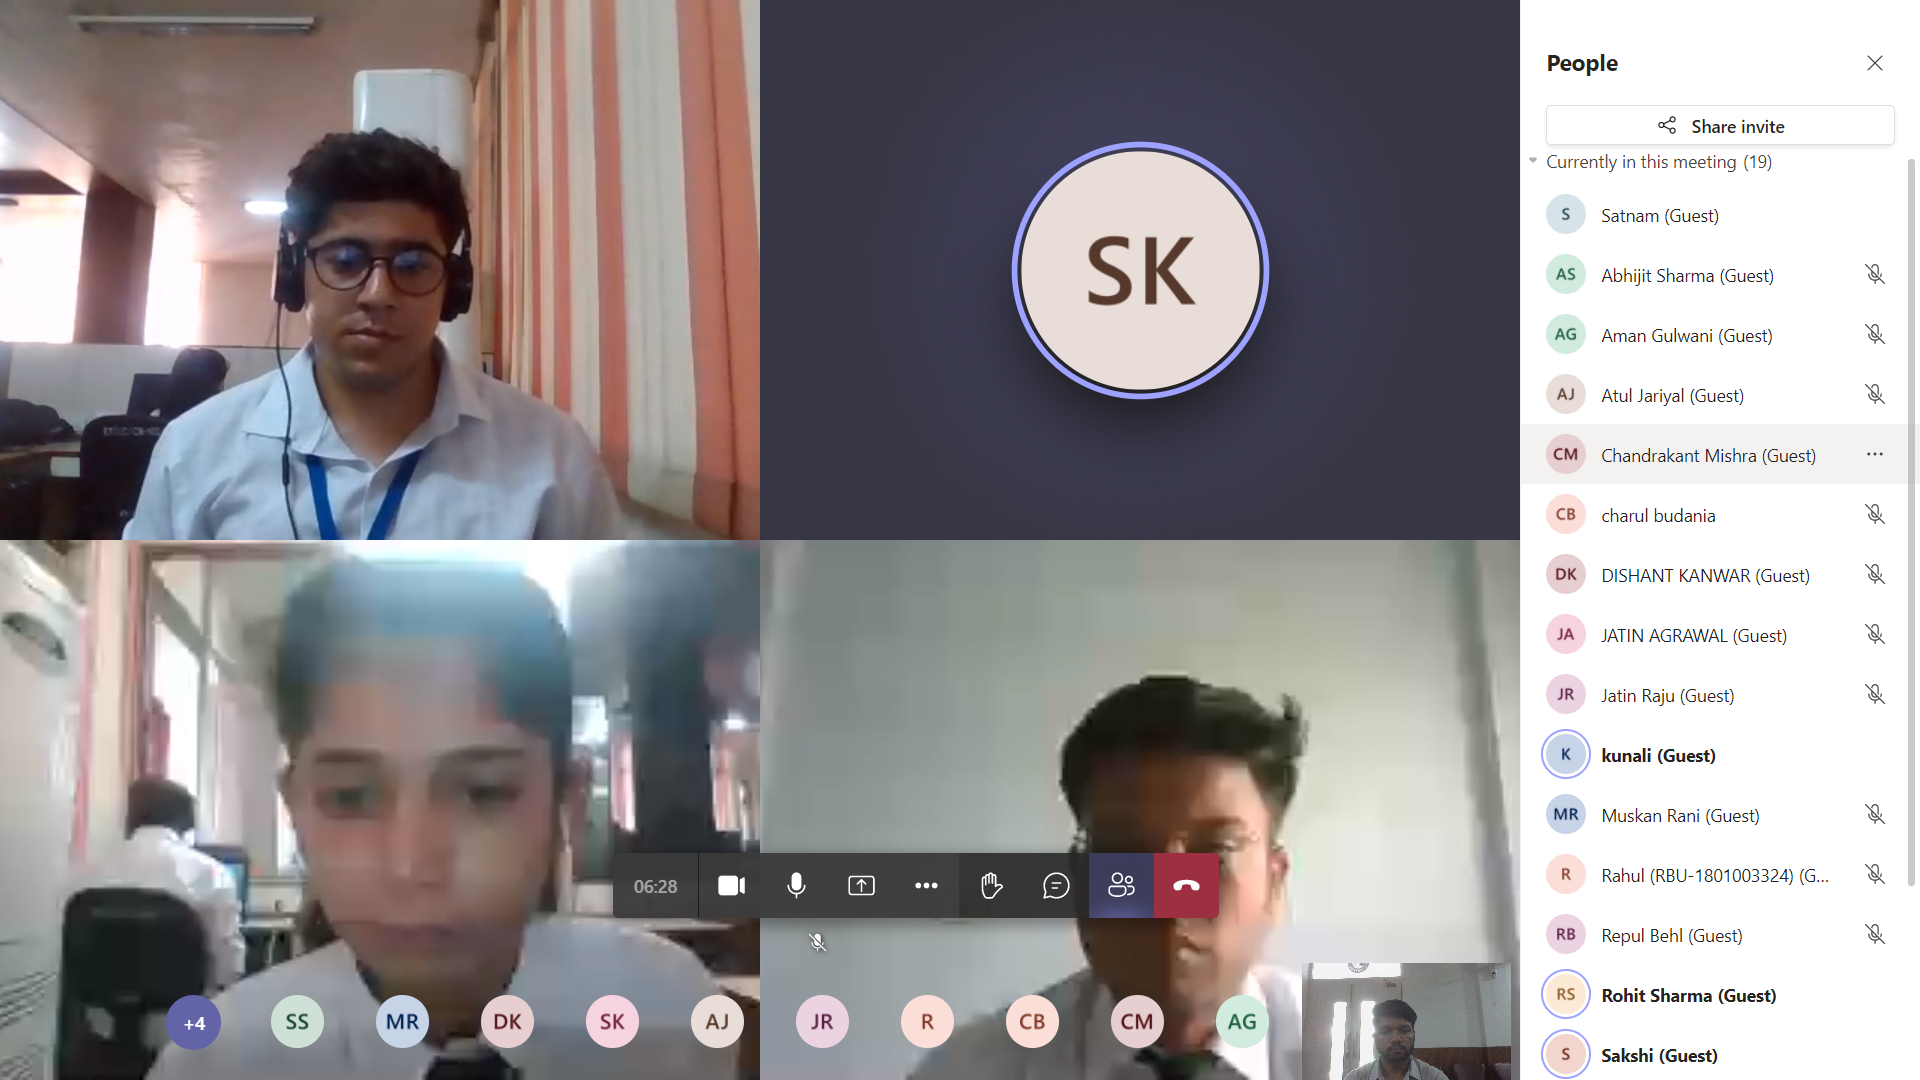 SK
People
Share invite
Currently in this meeting (19)
S Satnam (Guest)
AS Abhijit Sharma (Guest)
AG Aman Gulwani (Guest)
AJ Atul Jariyal (Guest)
CM Chandrakant Mishra (Guest)
CB charul budania
DK DISHANT KANWAR (Guest)
JA JATIN AGRAWAL (Guest)
JR Jatin Raju (Guest)
K kunali (Guest)
MR Muskan Rani (Guest)
R Rahul (RBU-1801003324) (G...
RB Repul Behl (Guest)
RS Rohit Sharma (Guest)
S Sakshi (Guest)
06:28
+4 SS MR DK SK AJ JR R CB CM AG